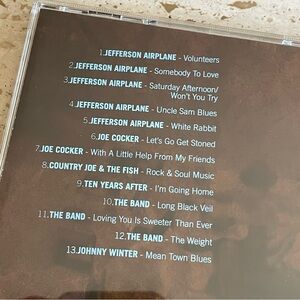 1.JEFFERSON AIRPLANE - Volunteers
2.JEFFERSON AIRPLANE - Somebody To Love
3.JEFFERSON AIRPLANE - Saturday Afternoon/
Won't You Try
4.JEFFERSON AIRPLANE - Uncle Sam Blues
5.JEFFERSON AIRPLANE - White Rabbit
6.JOE COCKER - Let's Go Get Stoned
7.JOE COCKER - With A Little Help From My Friends
8.COUNTRY JOE & THE FISH - Rock & Soul Music
9.TEN YEARS AFTER - I'm Going Home
10.THE BAND - Long Black Veil
11.THE BAND - Loving You Is Sweeter Than Ever
12.THE BAND - The Weight
13.JOHNNY WINTER - Mean Town Blues